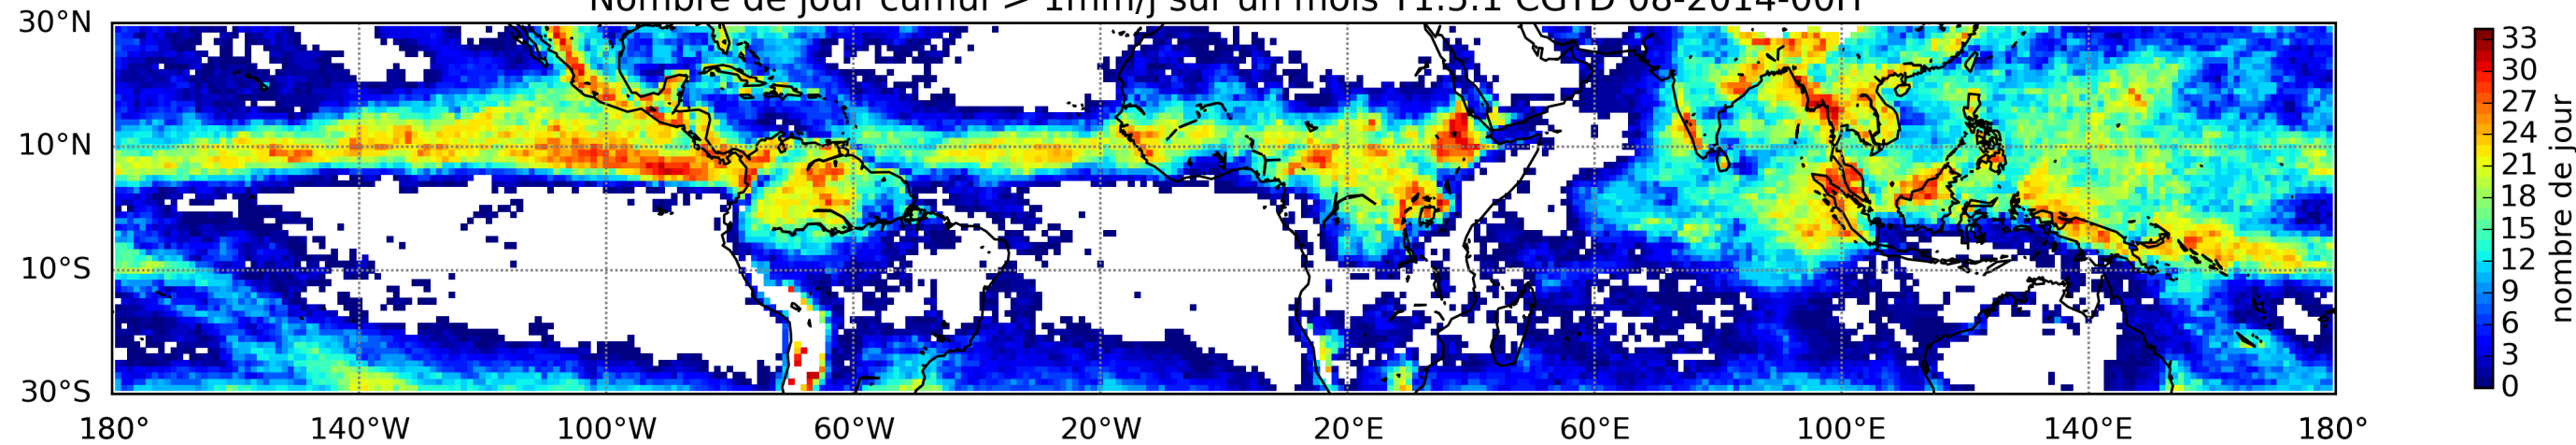 Nombre de jour cumul > 1mm/j sur un mois T1.5.1 CGTD 08-2014-00H
30°N
10°N
10°S
30°S
180° 140°W 100°W 60°W 20°W 20°E 60°E 100°E 140°E 180°
33
30
27
24
21
18
15
12
9
6
3
0
nombre de jour